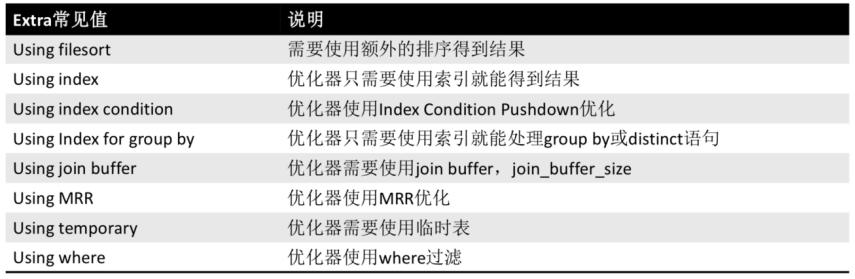 Extra常见值 说明
Using filesort 需要使用额外的排序得到结果
Using index 优化器只需要使用索引就能得到结果
Using index condition 优化器使用Index Condition Pushdown优化
Using Index for group by 优化器只需要使用索引就能处理group by或distinct语句
Using join buffer 优化器需要使用join buffer，join_buffer_size
Using MRR 优化器使用MRR优化
Using temporary 优化器需要使用临时表
Using where 优化器使用where过滤